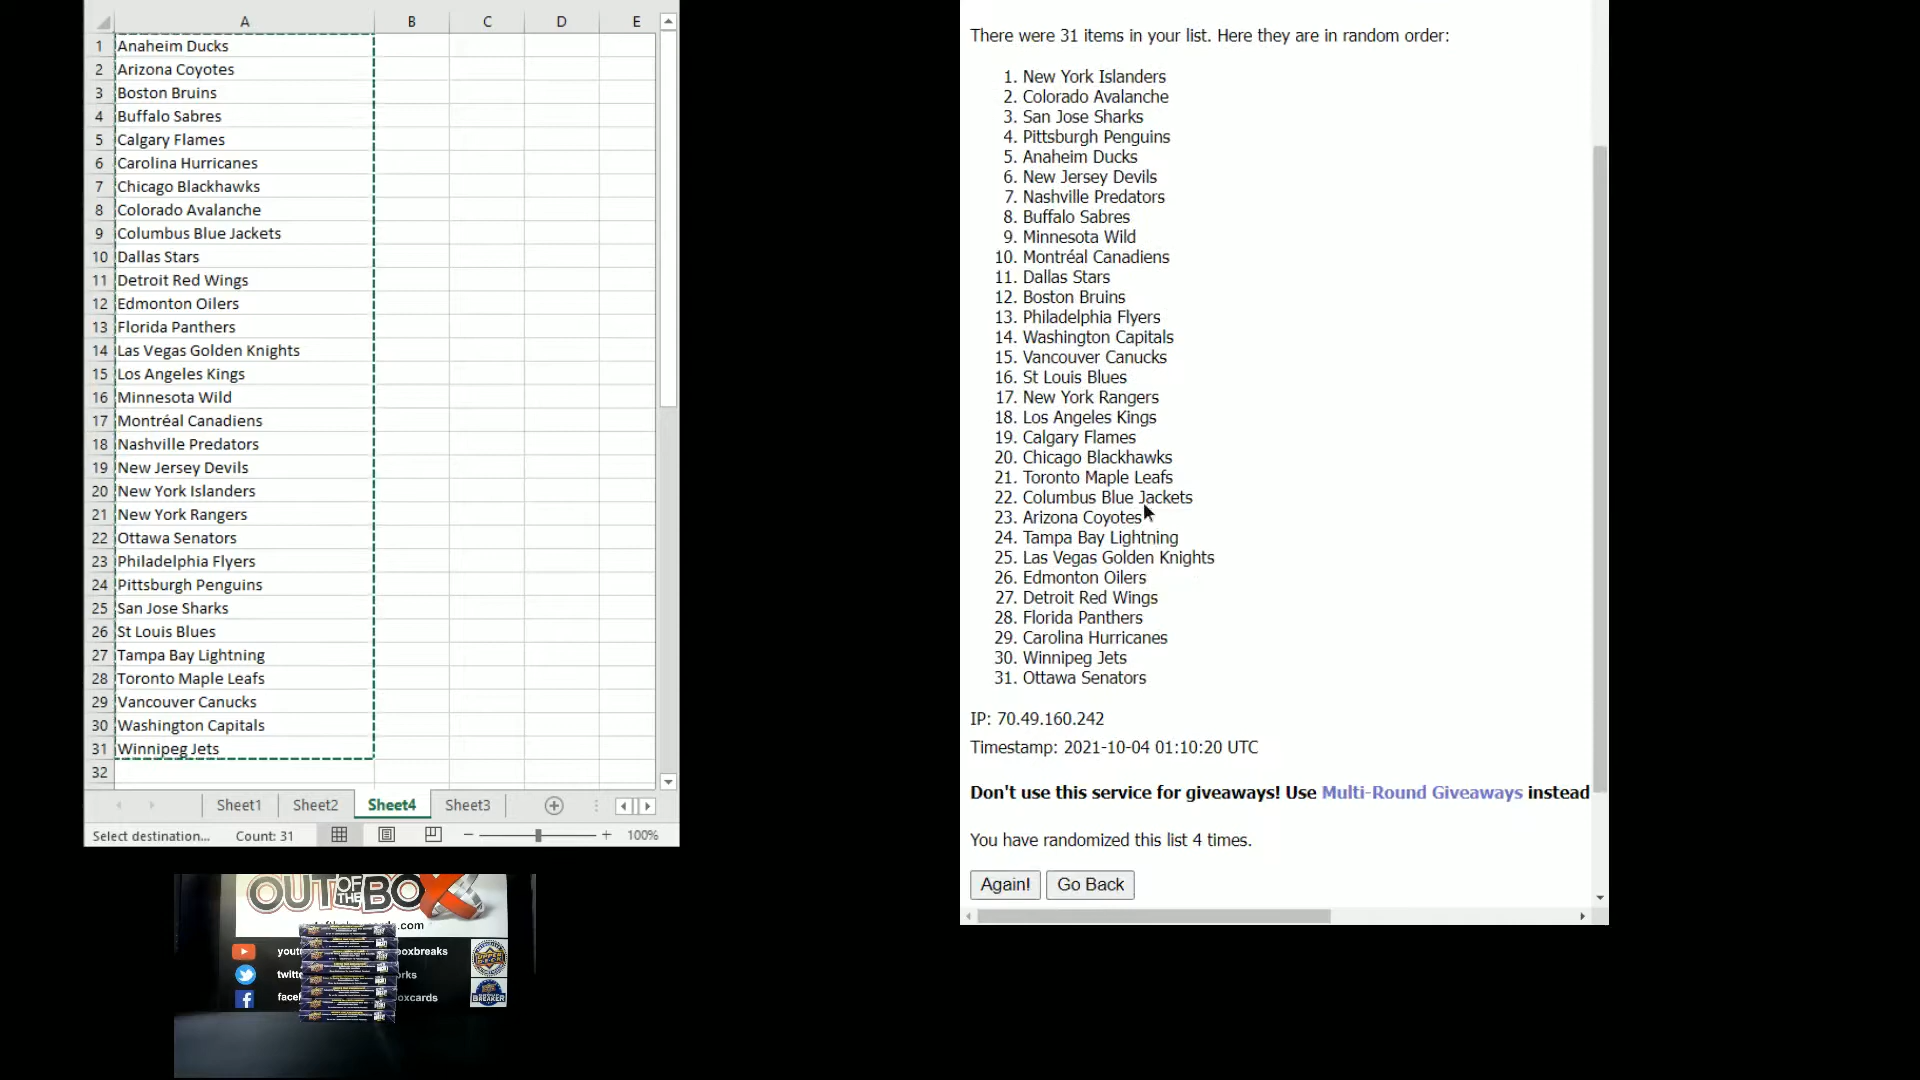 A B C D E
1 Anaheim Ducks
2 Arizona Coyotes
3 Boston Bruins
4 Buffalo Sabres
5 Calgary Flames
6 Carolina Hurricanes
7 Chicago Blackhawks
8 Colorado Avalanche
9 Columbus Blue Jackets
10 Dallas Stars
11 Detroit Red Wings
12 Edmonton Oilers
13 Florida Panthers
14 Las Vegas Golden Knights
15 Los Angeles Kings
16 Minnesota Wild
17 Montréal Canadiens
18 Nashville Predators
19 New Jersey Devils
20 New York Islanders
21 New York Rangers
22 Ottawa Senators
23 Philadelphia Flyers
24 Pittsburgh Penguins
25 San Jose Sharks
26 St Louis Blues
27 Tampa Bay Lightning
28 Toronto Maple Leafs
29 Vancouver Canucks
30 Washington Capitals
31 Winnipeg Jets
32
Sheet1 Sheet2 Sheet4 Sheet3
Select destination... Count: 31 100%
OUT OF THE BOX
.com
yout oxbreaks
twitt rks
face oxcards
There were 31 items in your list. Here they are in random order:
1. New York Islanders
2. Colorado Avalanche
3. San Jose Sharks
4. Pittsburgh Penguins
5. Anaheim Ducks
6. New Jersey Devils
7. Nashville Predators
8. Buffalo Sabres
9. Minnesota Wild
10. Montréal Canadiens
11. Dallas Stars
12. Boston Bruins
13. Philadelphia Flyers
14. Washington Capitals
15. Vancouver Canucks
16. St Louis Blues
17. New York Rangers
18. Los Angeles Kings
19. Calgary Flames
20. Chicago Blackhawks
21. Toronto Maple Leafs
22. Columbus Blue Jackets
23. Arizona Coyotes
24. Tampa Bay Lightning
25. Las Vegas Golden Knights
26. Edmonton Oilers
27. Detroit Red Wings
28. Florida Panthers
29. Carolina Hurricanes
30. Winnipeg Jets
31. Ottawa Senators
IP: 70.49.160.242
Timestamp: 2021-10-04 01:10:20 UTC
Don't use this service for giveaways! Use Multi-Round Giveaways instead
You have randomized this list 4 times.
Again! Go Back